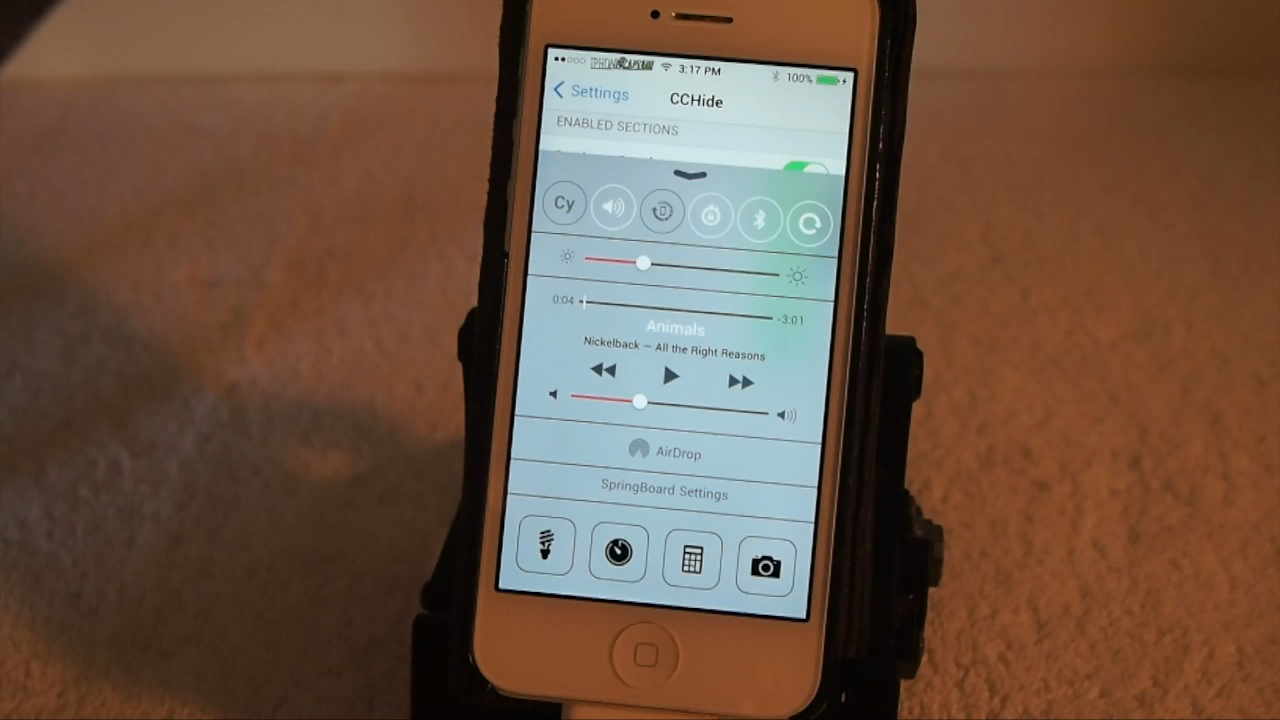 3:17 PM 100%
Settings CCHide
ENABLED SECTIONS
Cy
0:04 -3:01
Animals
Nickelback — All the Right Reasons
AirDrop
SpringBoard Settings